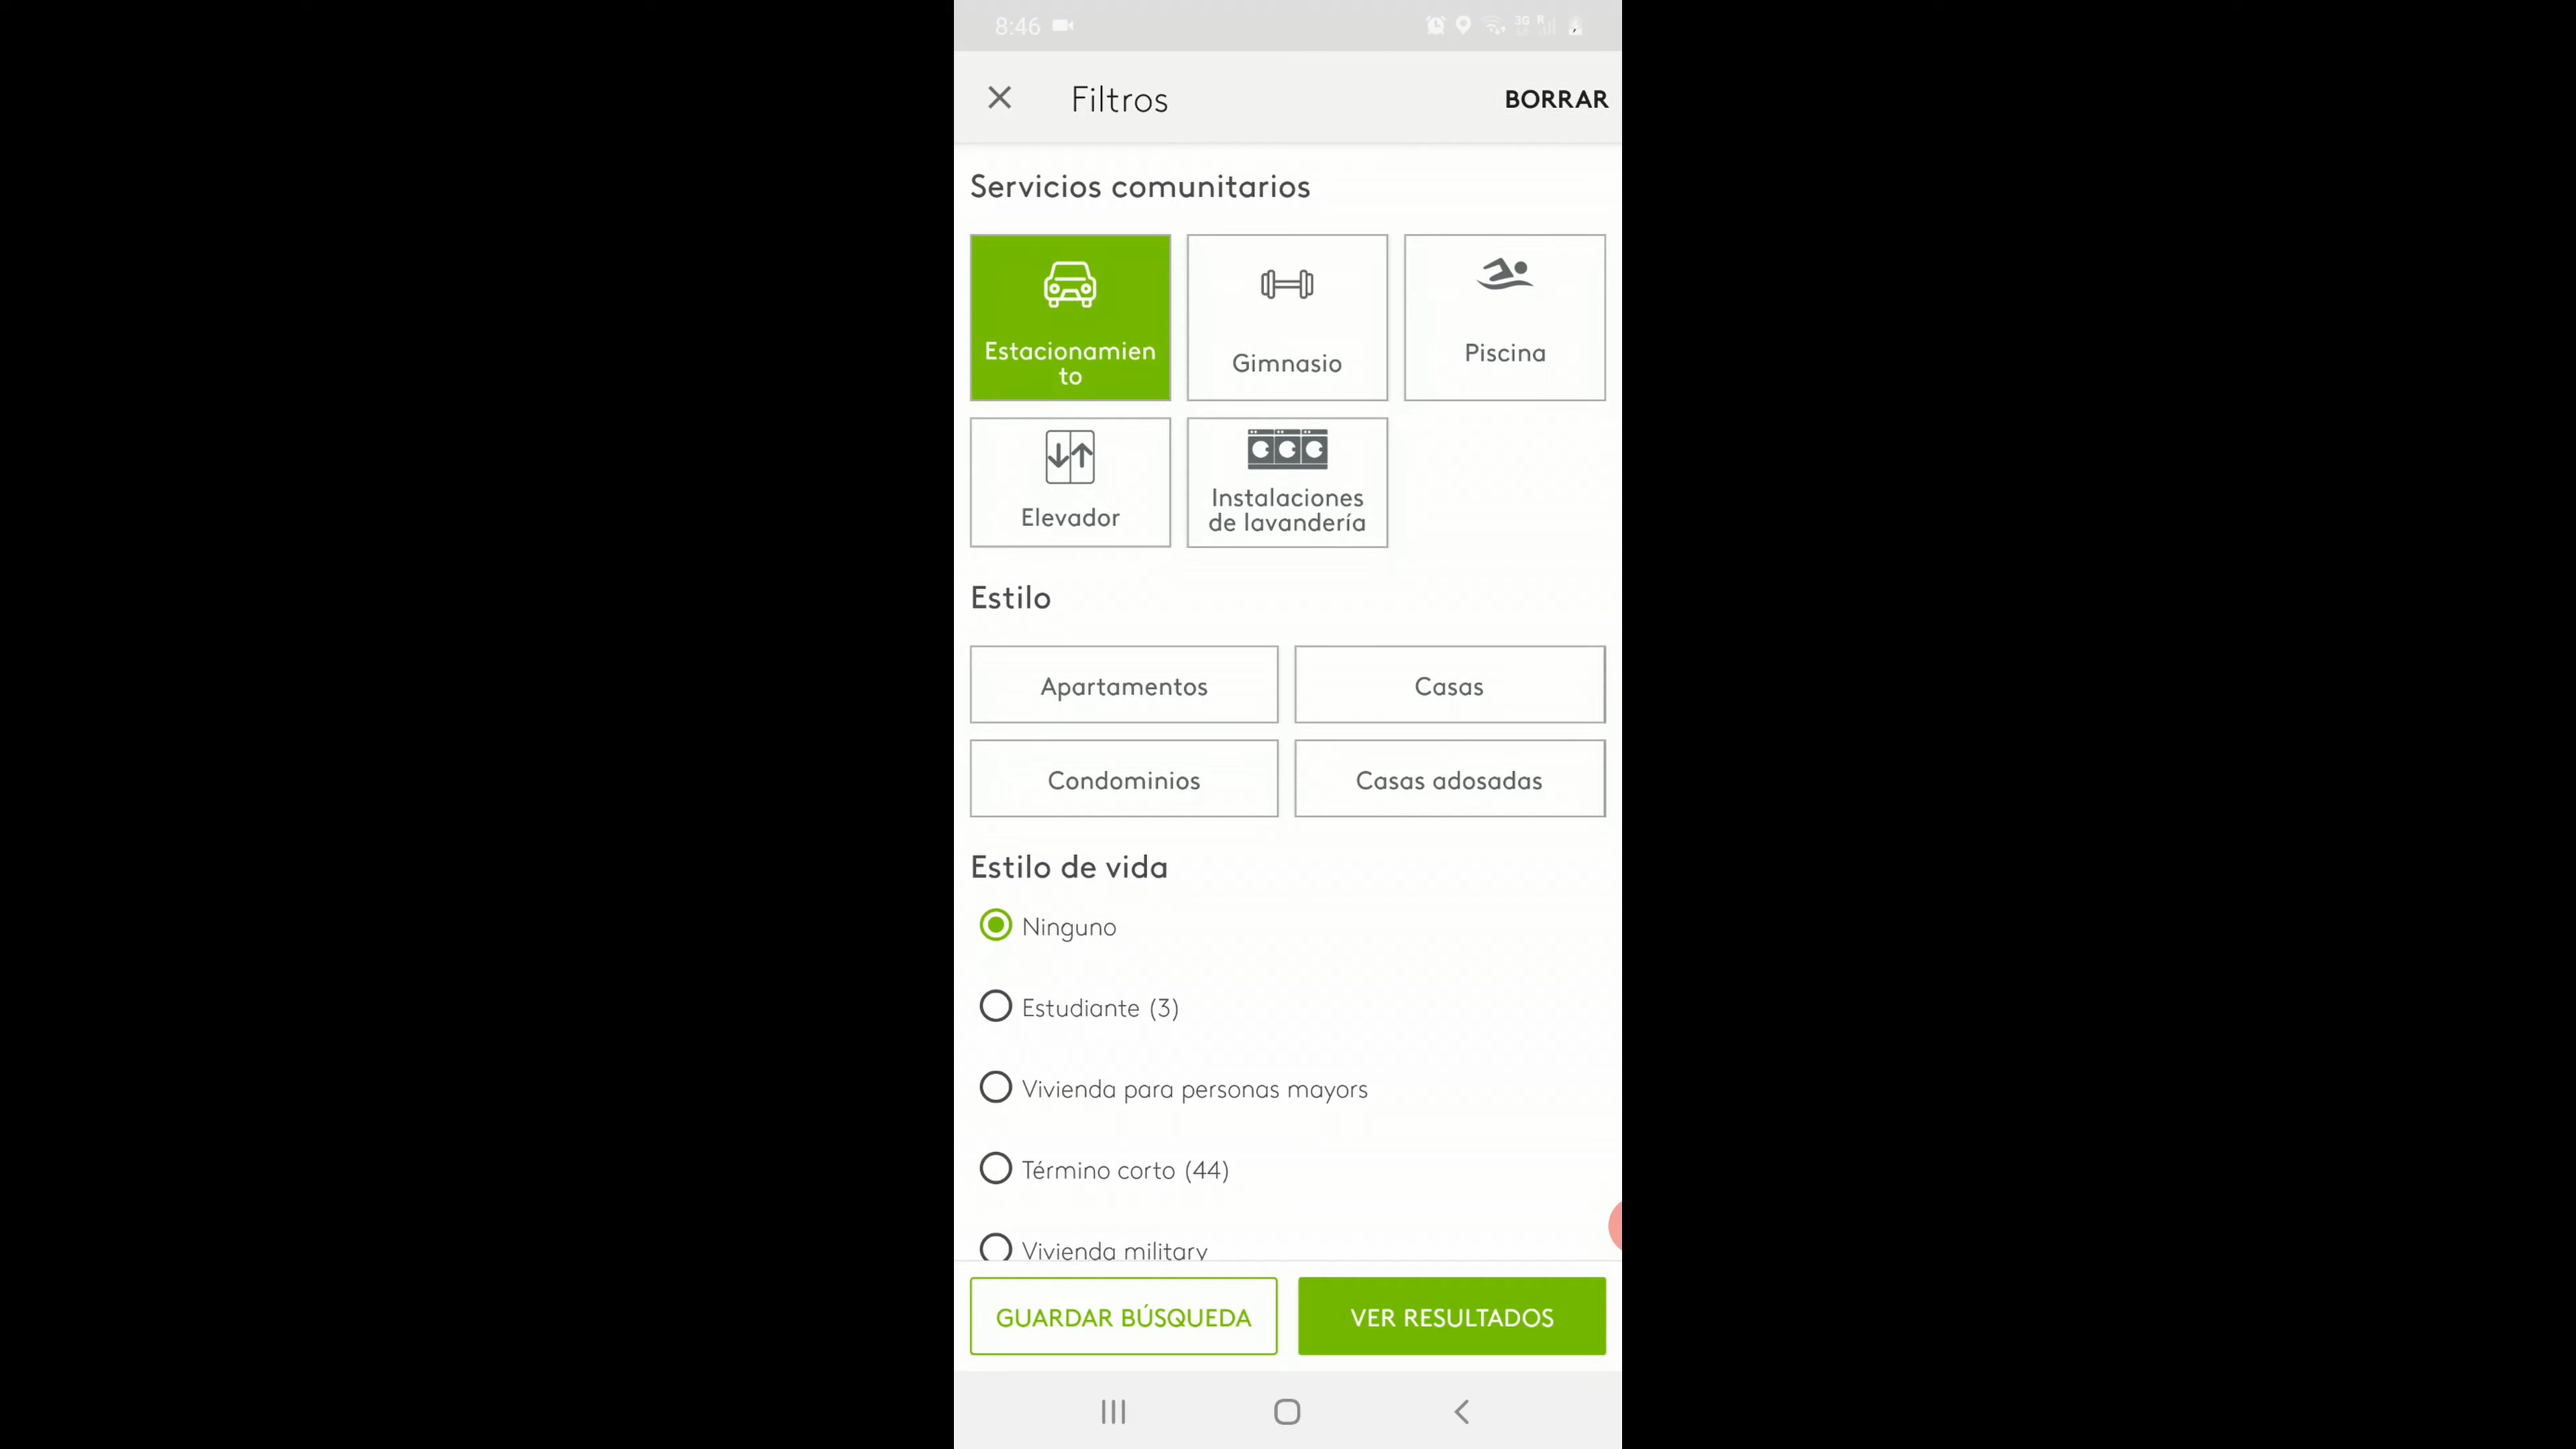 8:46
3G R
Filtros
BORRAR
Servicios comunitarios
Estacionamien
to
Gimnasio
Piscina
Elevador
Instalaciones
de lavandería
Estilo
Apartamentos
Casas
Condominios
Casas adosadas
Estilo de vida
Ninguno
Estudiante (3)
Vivienda para personas mayors
Término corto (44)
Vivienda military
GUARDAR BÚSQUEDA
VER RESULTADOS